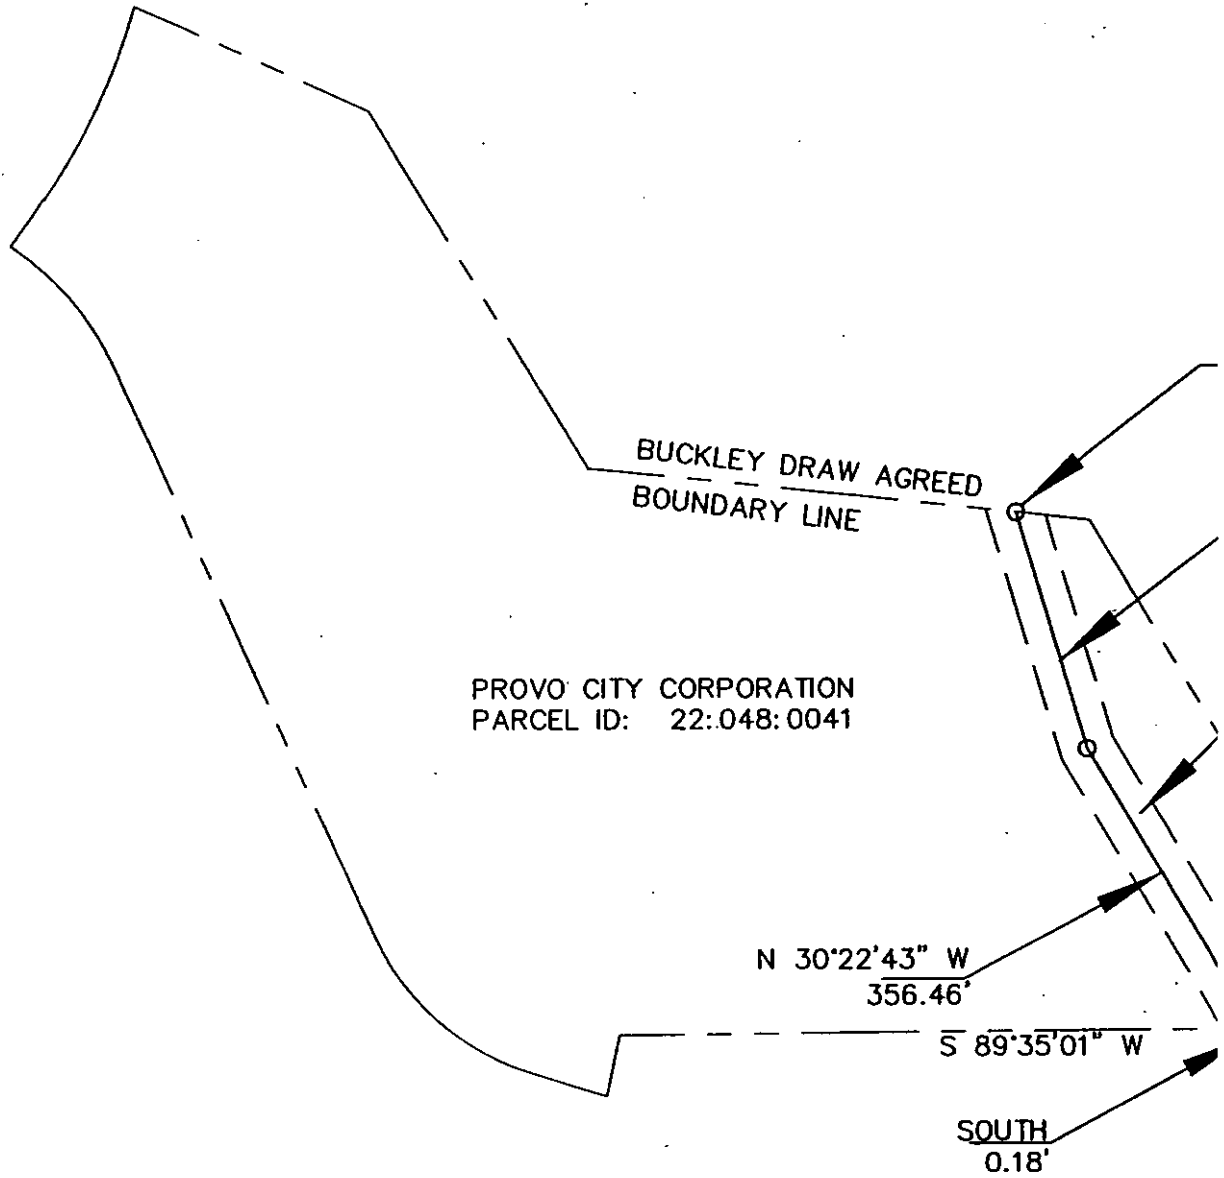 BUCKLEY DRAW AGREED
BOUNDARY LINE
PROVO CITY CORPORATION
PARCEL ID: 22:048:0041
N 30°22'43" W
356.46'
S 89°35'01" W
SOUTH
0.18'